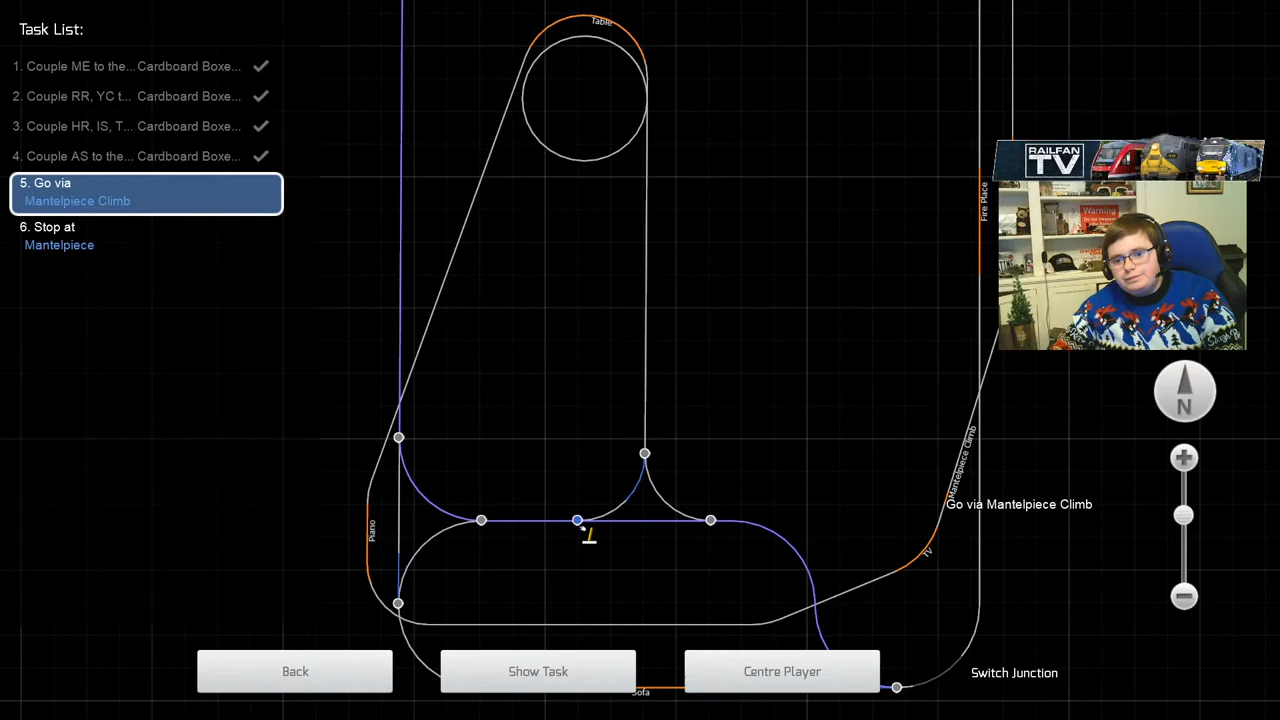 Task List:
1. Couple ME to the... Cardboard Boxe...
2. Couple RR, YC t... Cardboard Boxe...
3. Couple HR, IS, T... Cardboard Boxe...
4. Couple AS to the... Cardboard Boxe...
5. Go via
Mantelpiece Climb
6. Stop at
Mantelpiece
Table
RAILFAN
TV
Warning
Fire Place
Mantelpiece Climb
Go via Mantelpiece Climb
N
Piano
TV
Back
Show Task
Centre Player
Sofa
Switch Junction